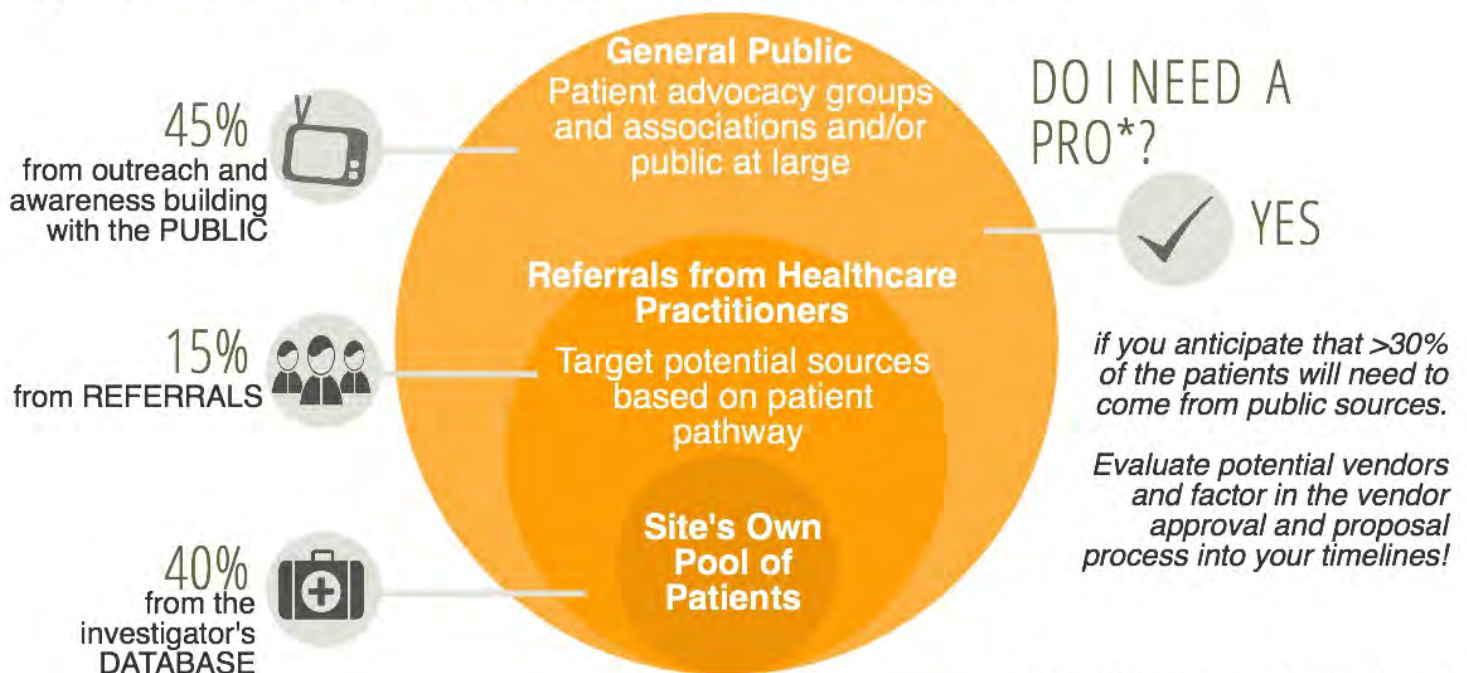 45%
from outreach and
awareness building
with the PUBLIC
15%
from REFERRALS
40%
from the
investigator's
DATABASE
General Public
Patient advocacy groups
and associations and/or
public at large
Referrals from Healthcare
Practitioners
Target potential sources
based on patient
pathway
Site's Own
Pool of
Patients
DO I NEED A
PRO*?
YES
if you anticipate that >30%
of the patients will need to
come from public sources.
Evaluate potential vendors
and factor in the vendor
approval and proposal
process into your timelines!